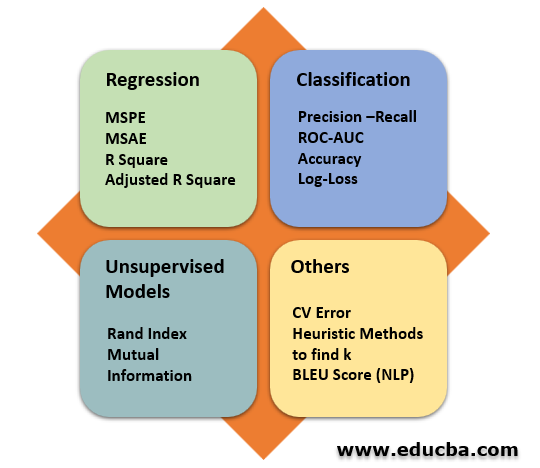 Regression
MSPE
MSAE
R Square
Adjusted R Square
Classification
Precision –Recall
ROC-AUC
Accuracy
Log-Loss
Unsupervised
Models
Rand Index
Mutual
Information
Others
CV Error
Heuristic Methods
to find k
BLEU Score (NLP)
www.educba.com